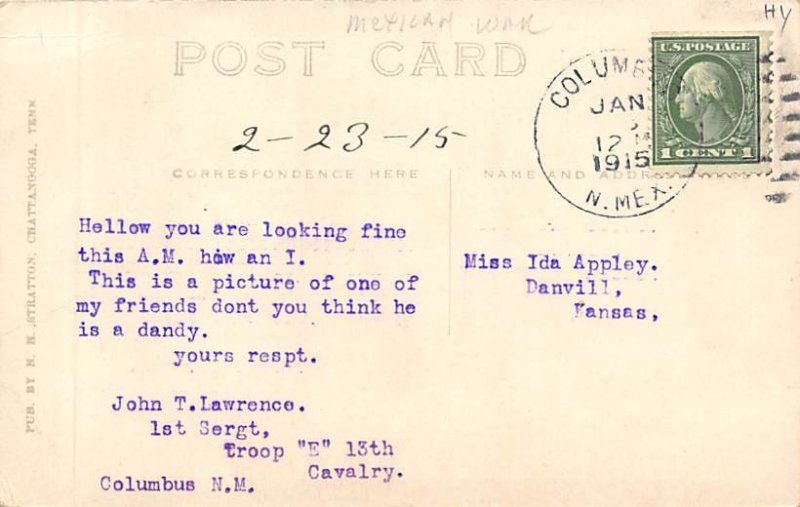 Mexican War
HY
POST CARD
U.S. POSTAGE
1 CENT 1
JAN
12 M
1915
N. MEX.
2-23-15
CORRESPONDENCE HERE
NAME AND
PUB. BY H. H. STRATTON, CHATTANOOGA, TENN
Hellow you are looking fine
this A.M. how an I.
This is a picture of one of
my friends dont you think he
is a dandy.
yours respt.
John T.Lawrence.
1st Sergt,
troop "E" 13th
Cavalry.
Columbus N.M.
Miss Ida Appley.
Danvill,
Kansas,